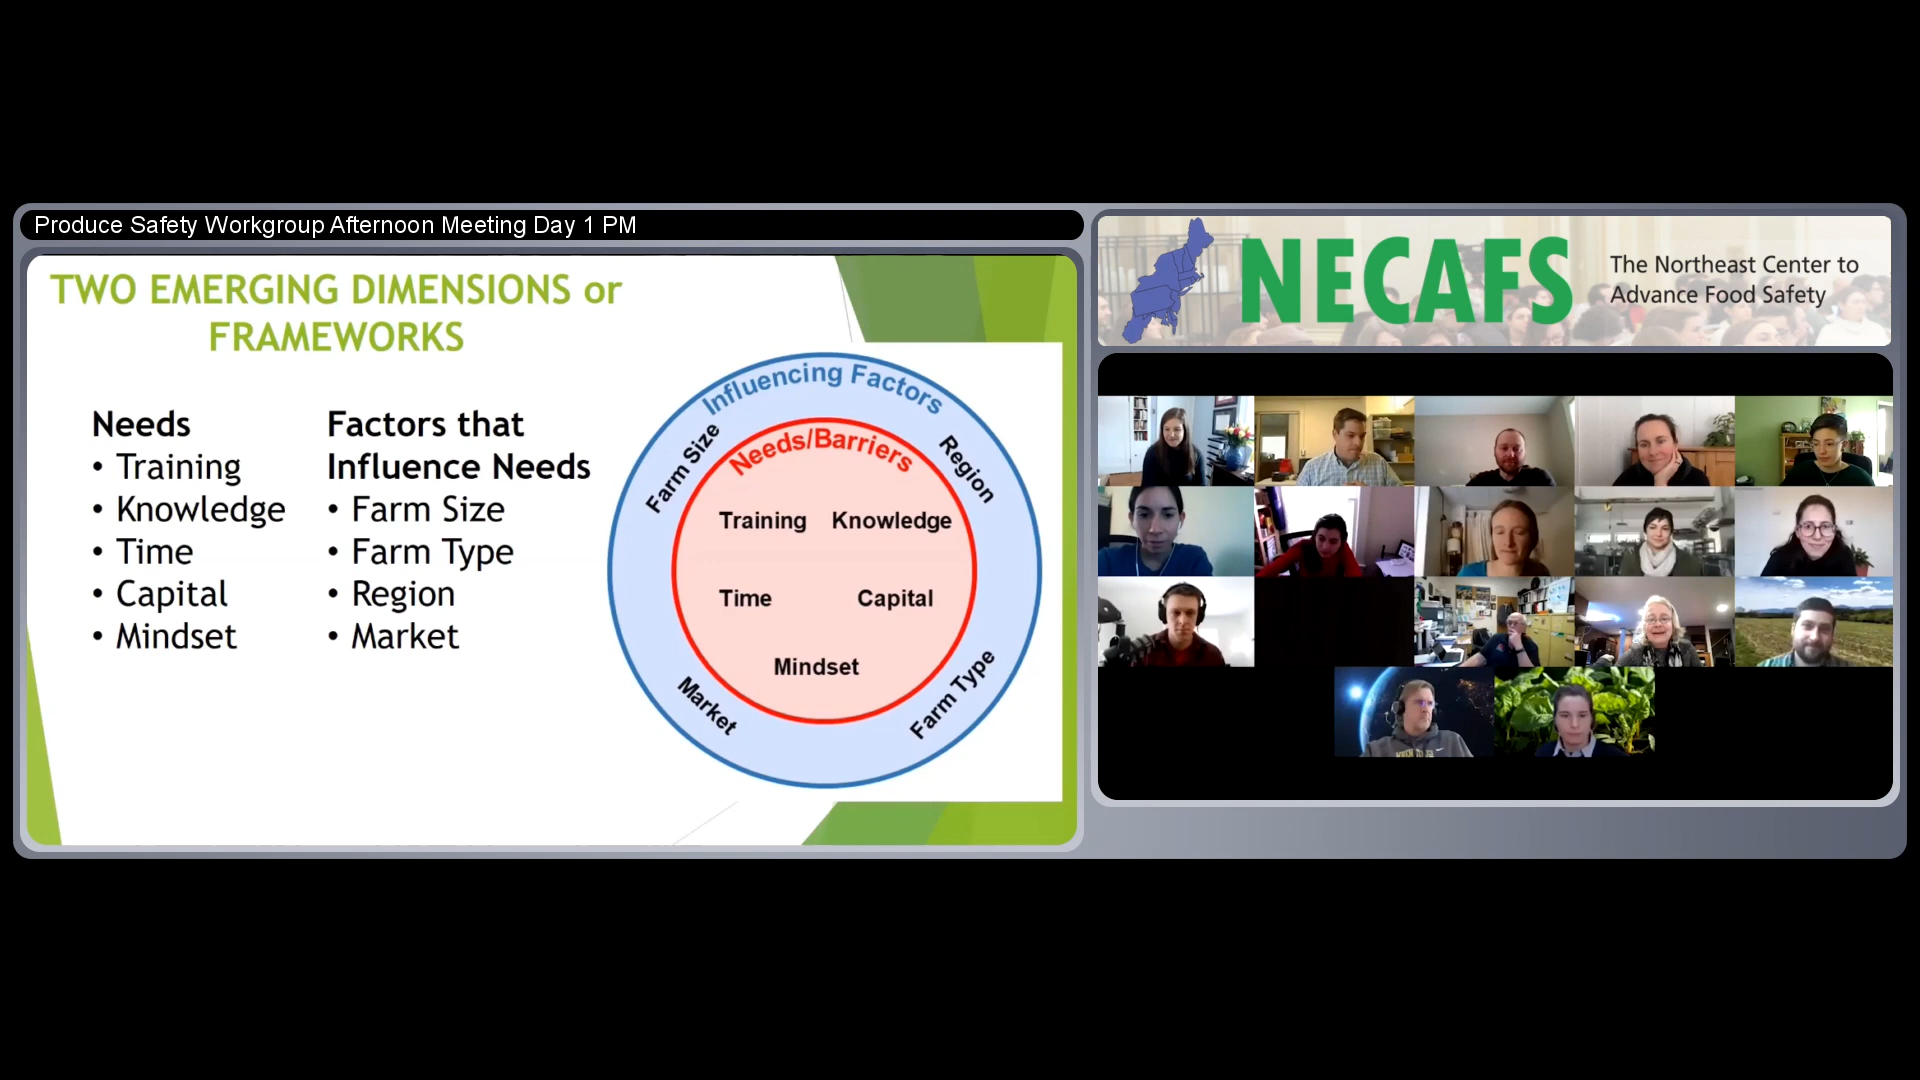 Produce Safety Workgroup Afternoon Meeting Day 1 PM
TWO EMERGING DIMENSIONS or
FRAMEWORKS
Needs
• Training
• Knowledge
• Time
• Capital
• Mindset
Factors that
Influence Needs
• Farm Size
• Farm Type
• Region
• Market
Influencing Factors
Farm Size
Region
Needs/Barriers
Training Knowledge
Time Capital
Mindset
Market
Farm Type
NECAFS
The Northeast Center to
Advance Food Safety